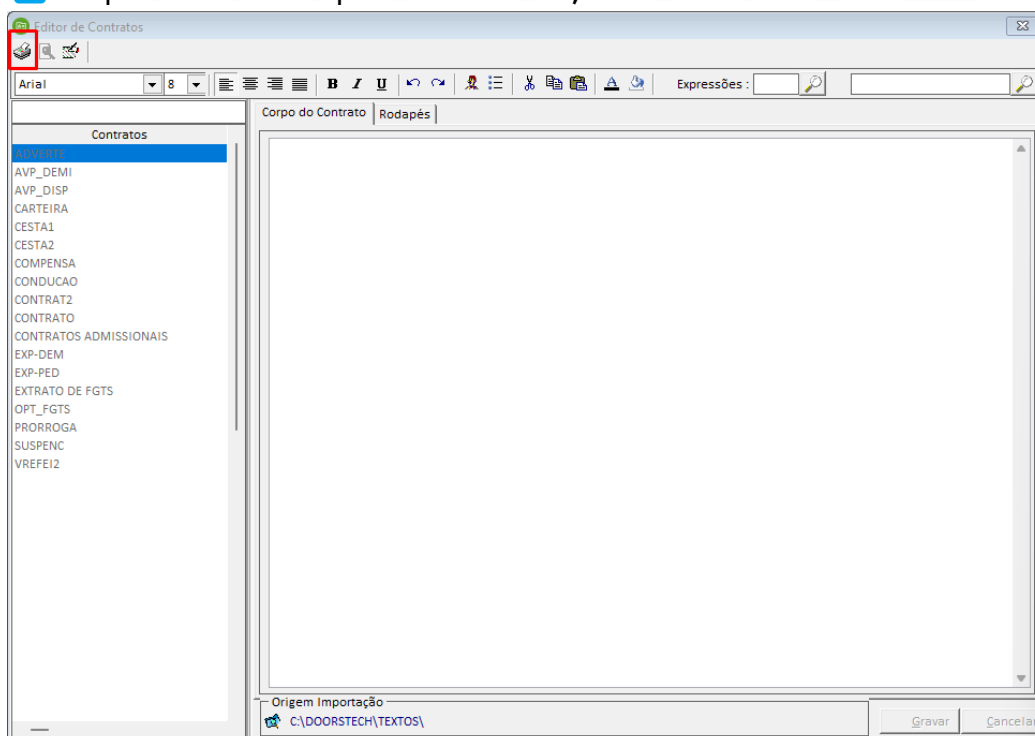 Editor de Contratos
Arial 8 B I U A Expressões :
Corpo do Contrato Rodapés
Contratos
ADVERTE
AVP_DEMI
AVP_DISP
CARTEIRA
CESTA1
CESTA2
COMPENSA
CONDUCAO
CONTRAT2
CONTRATO
CONTRATOS ADMISSIONAIS
EXP-DEM
EXP-PED
EXTRATO DE FGTS
OPT_FGTS
PRORROGA
SUSPENC
VREFEI2
Origem Importação
C:\DOORSTECH\TEXTOS\
Gravar Cancelar